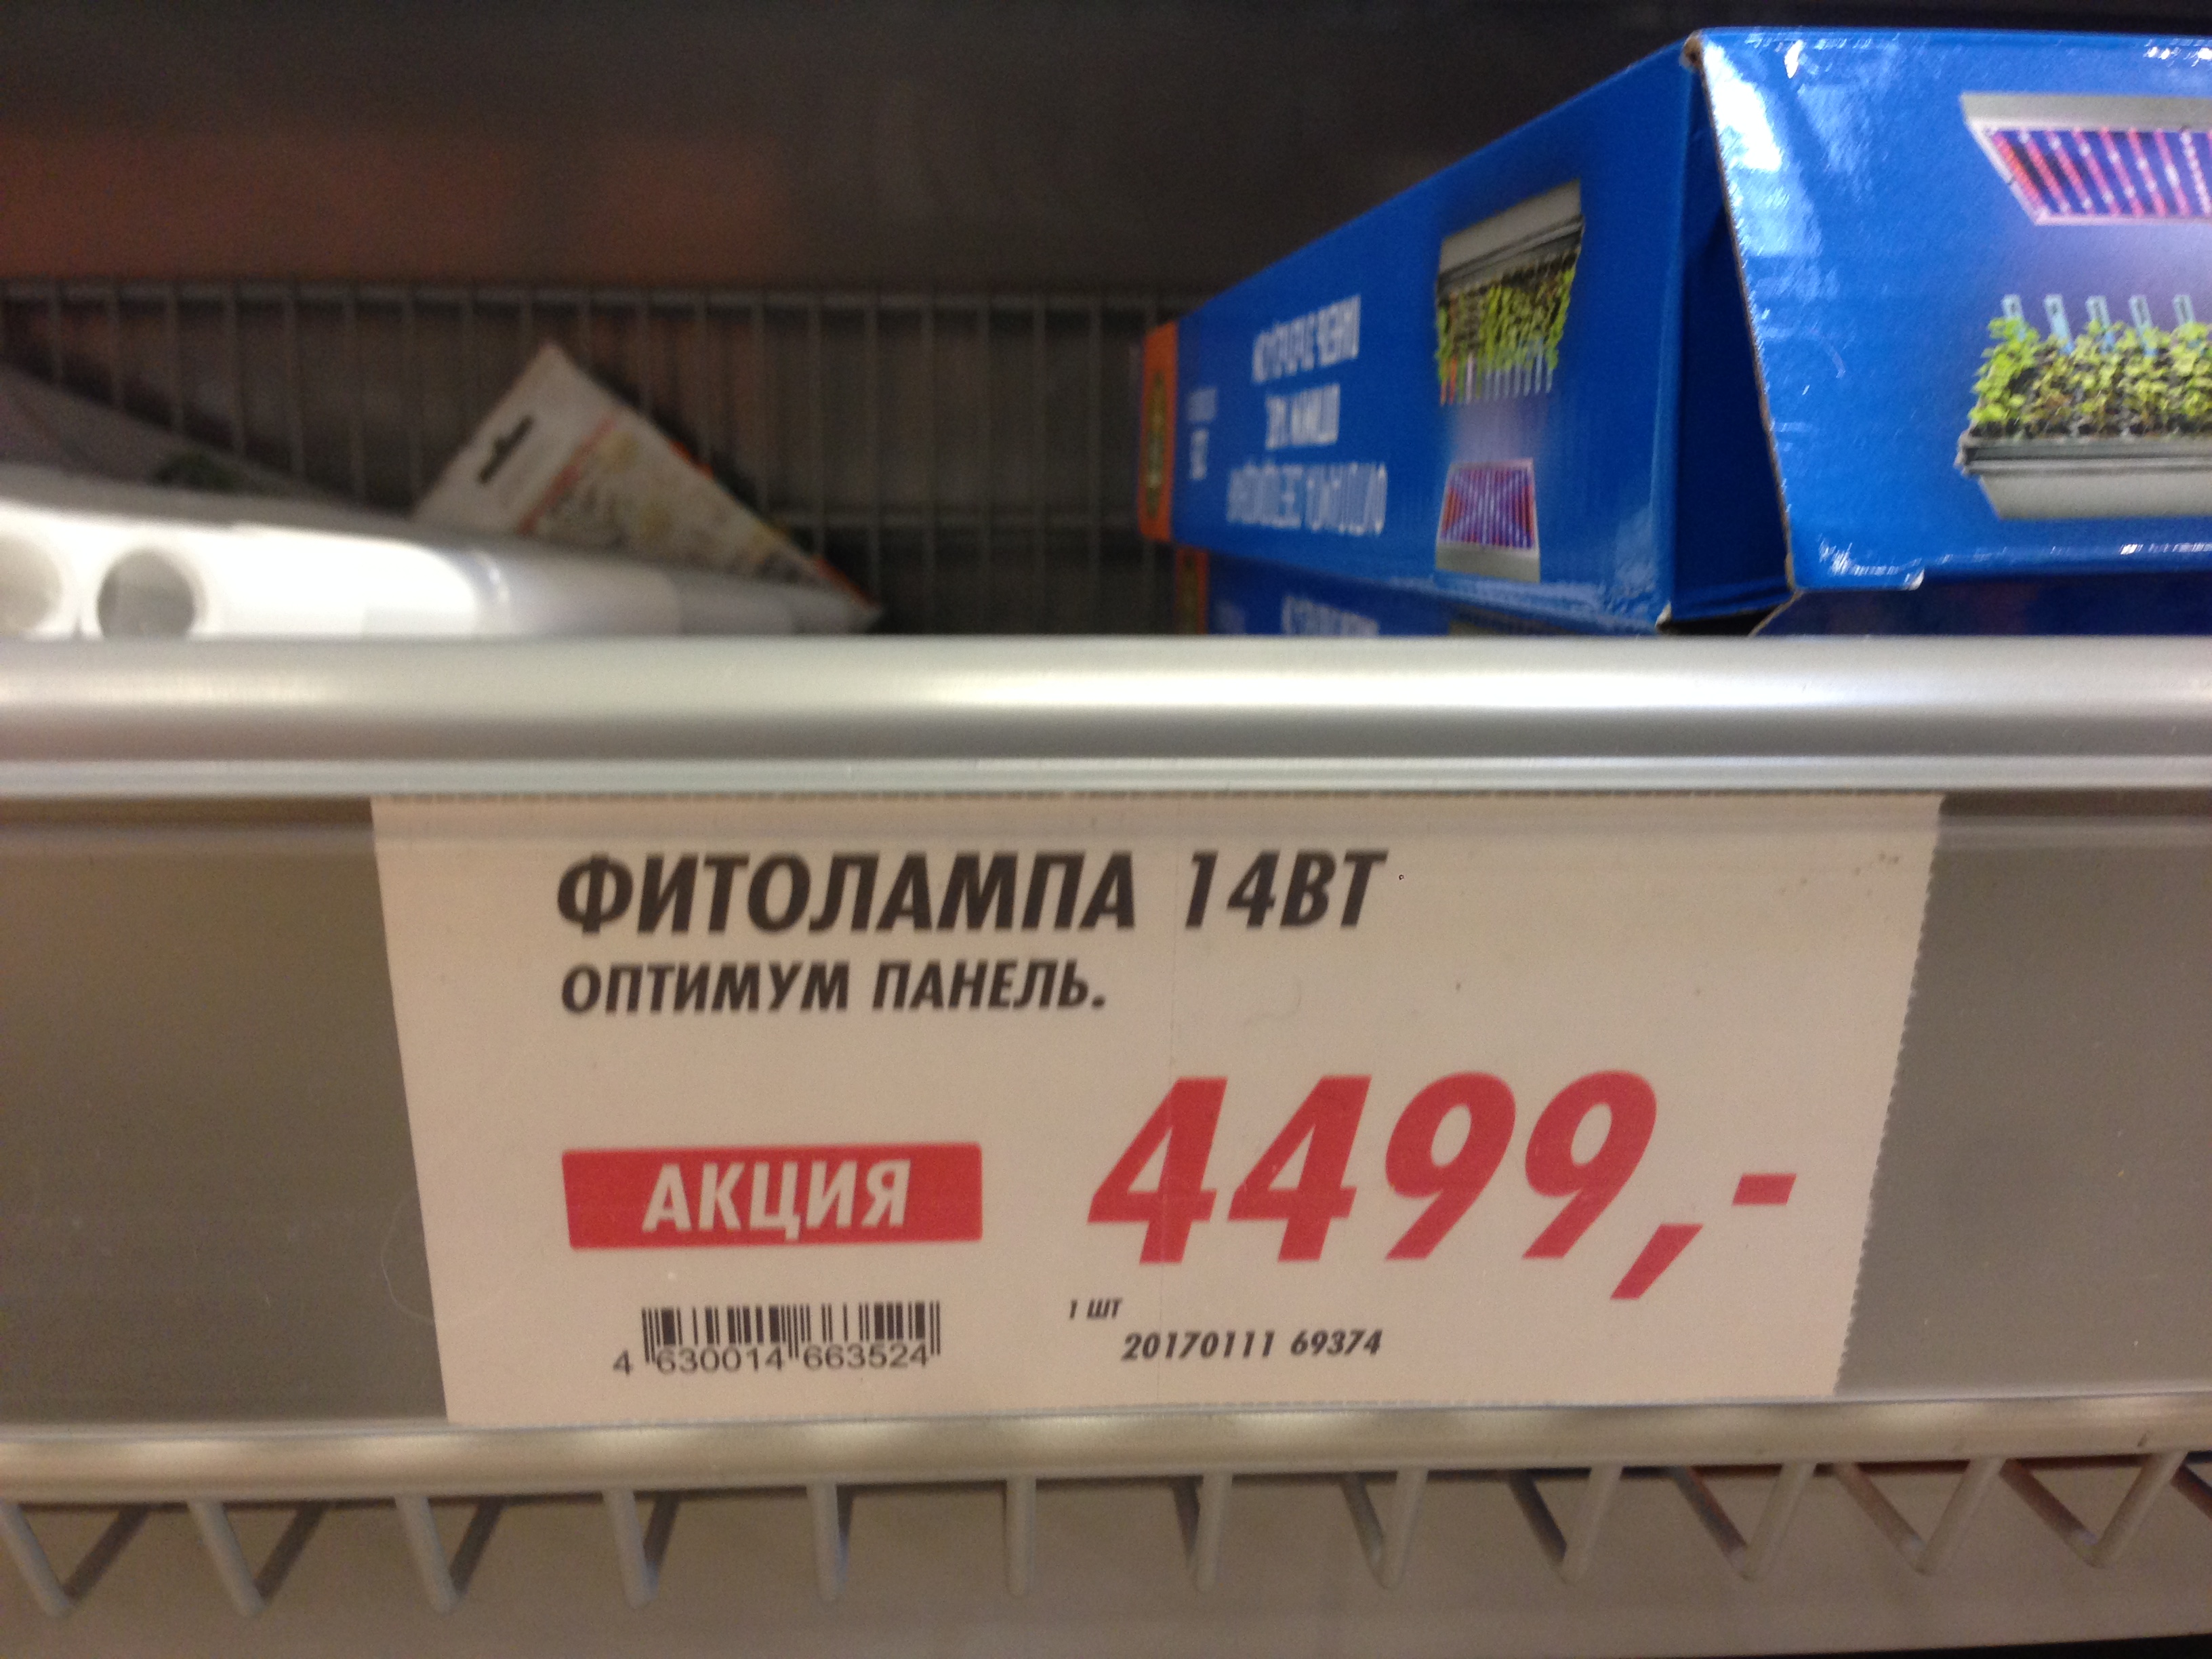 ФИТОЛАМПА 14ВТ
ОПТИМУМ ПАНЕЛЬ.
АКЦИЯ
4499,-
1 ШТ
20170111 69374
4 630014 663524